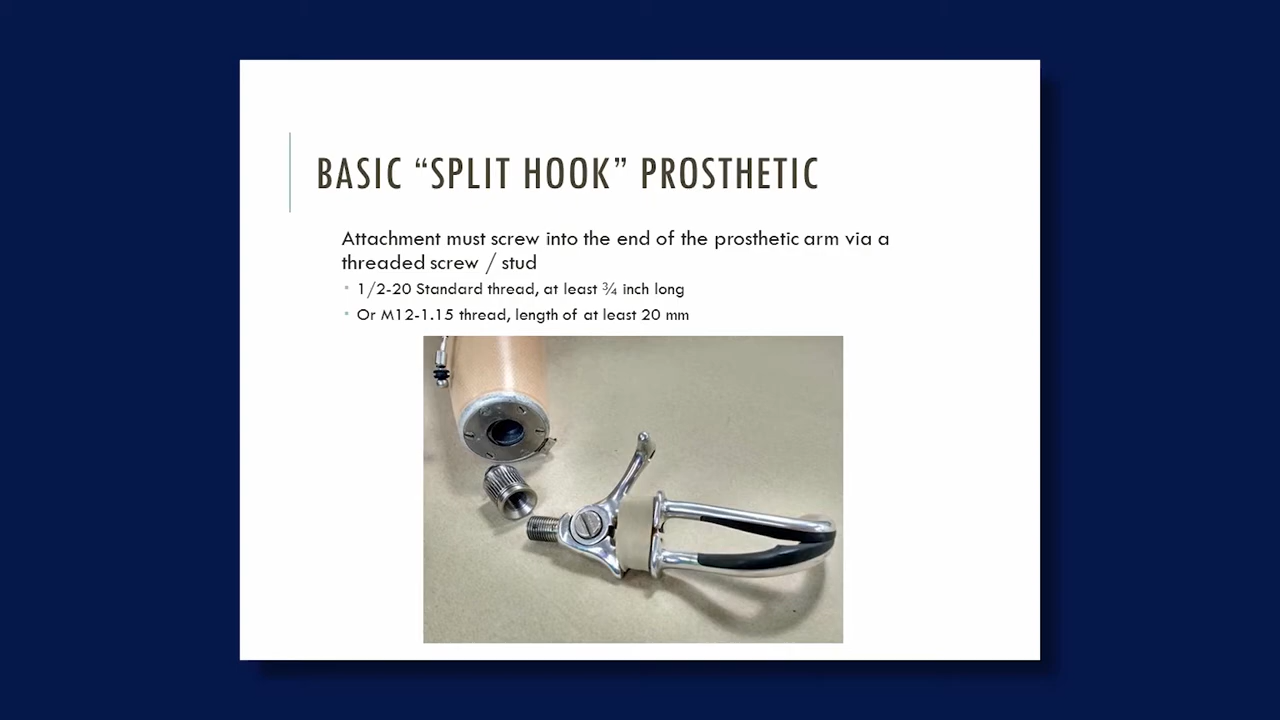 BASIC “SPLIT HOOK” PROSTHETIC
Attachment must screw into the end of the prosthetic arm via a
threaded screw / stud
▪ 1/2-20 Standard thread, at least ¾ inch long
▪ Or M12-1.15 thread, length of at least 20 mm